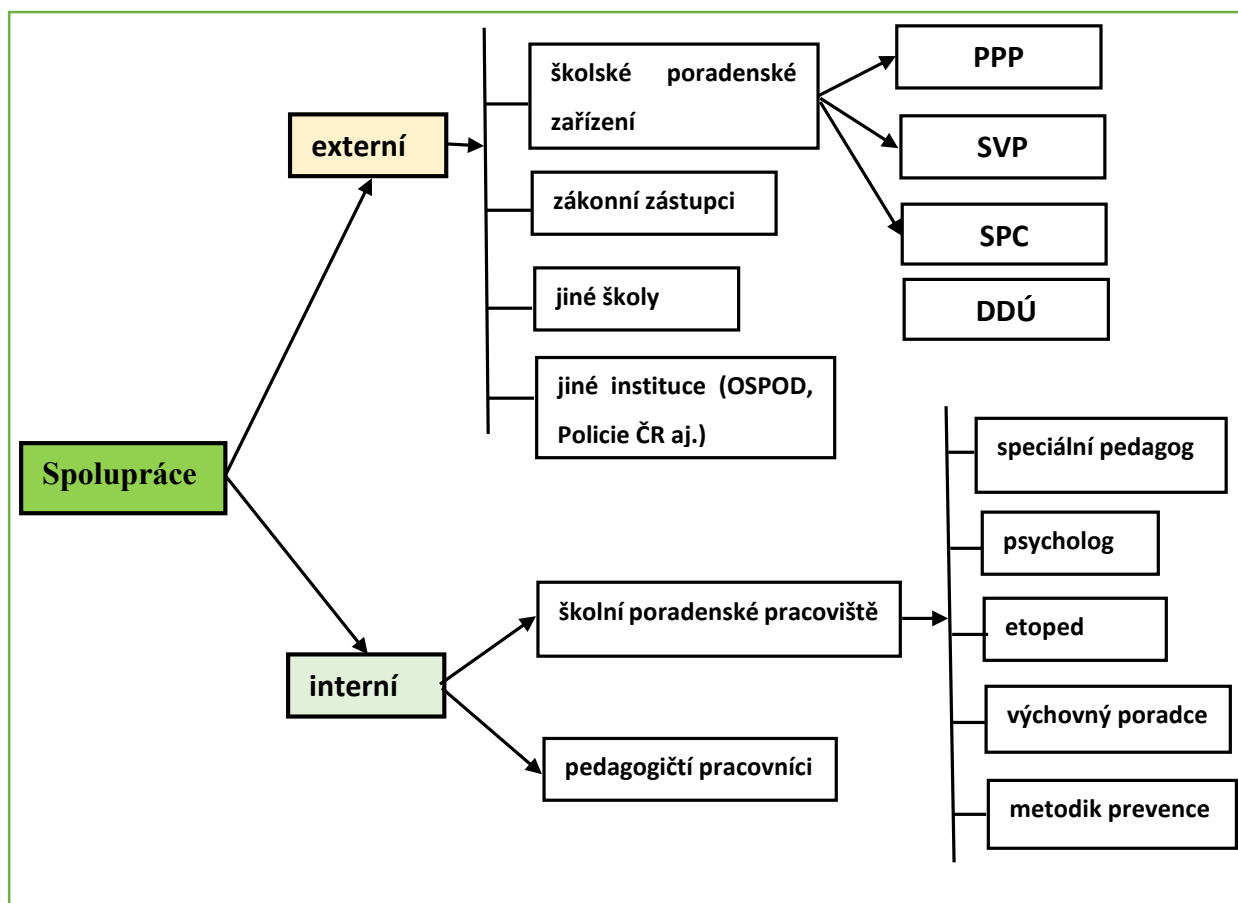 Spolupráce
externí
školské poradenské
zařízení
zákonní zástupci
jiné školy
jiné instituce (OSPOD,
Policie ČR aj.)
PPP
SVP
SPC
DDÚ
interní
školní poradenské pracoviště
pedagogičtí pracovníci
speciální pedagog
psycholog
etoped
výchovný poradce
metodik prevence